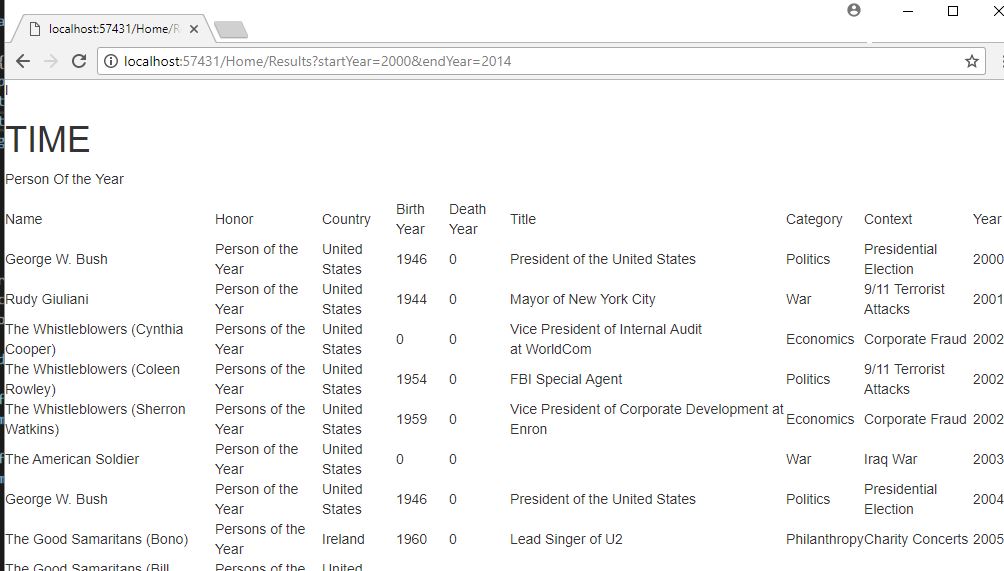 localhost:57431/Home/R
localhost:57431/Home/Results?startYear=2000&endYear=2014
TIME
Person Of the Year
Name Honor Country Birth Year Death Year Title Category Context Year
George W. Bush Person of the Year United States 1946 0 President of the United States Politics Presidential Election 2000
Rudy Giuliani Person of the Year United States 1944 0 Mayor of New York City War 9/11 Terrorist Attacks 2001
The Whistleblowers (Cynthia Cooper) Persons of the Year United States 0 0 Vice President of Internal Audit at WorldCom Economics Corporate Fraud 2002
The Whistleblowers (Coleen Rowley) Persons of the Year United States 1954 0 FBI Special Agent Politics 9/11 Terrorist Attacks 2002
The Whistleblowers (Sherron Watkins) Persons of the Year United States 1959 0 Vice President of Corporate Development at Enron Economics Corporate Fraud 2002
The American Soldier Person of the Year United States 0 0 War Iraq War 2003
George W. Bush Person of the Year United States 1946 0 President of the United States Politics Presidential Election 2004
The Good Samaritans (Bono) Persons of the Year Ireland 1960 0 Lead Singer of U2 Philanthropy Charity Concerts 2005
The Good Samaritans (Bill Persons of the United